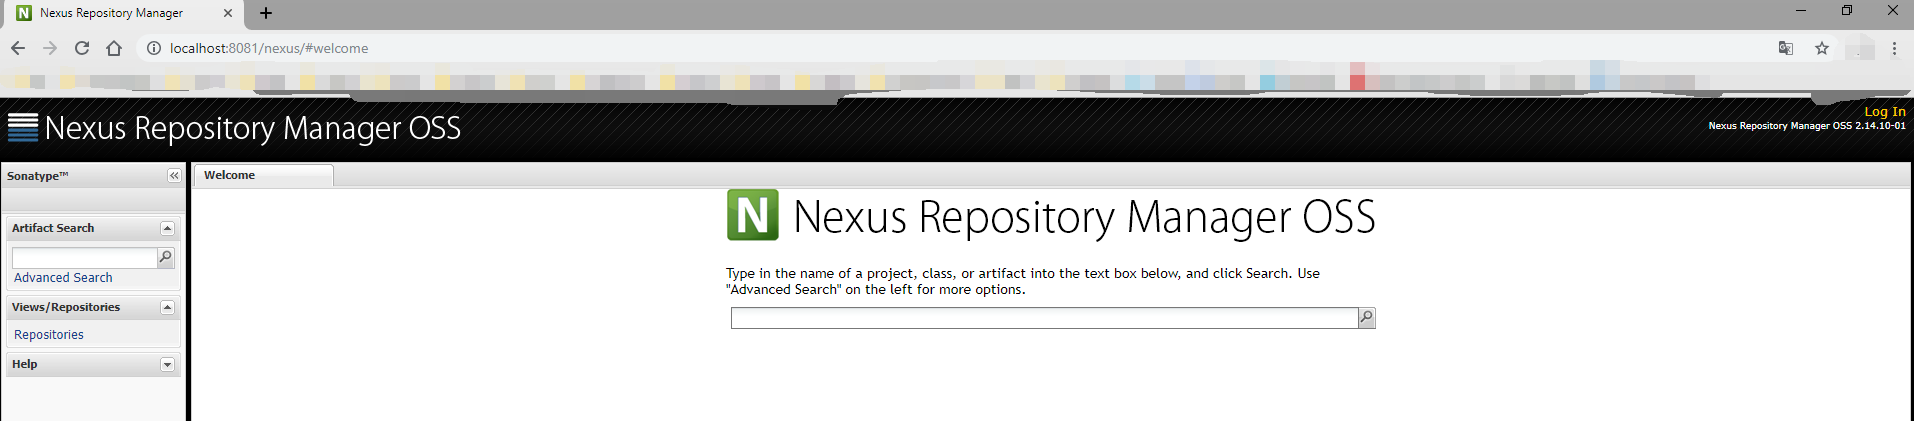 Nexus Repository Manager
localhost:8081/nexus/#welcome
Nexus Repository Manager OSS
Log In
Nexus Repository Manager OSS 2.14.10-01
Sonatype™
Welcome
Artifact Search
Advanced Search
Views/Repositories
Repositories
Help
N Nexus Repository Manager OSS
Type in the name of a project, class, or artifact into the text box below, and click Search. Use
"Advanced Search" on the left for more options.